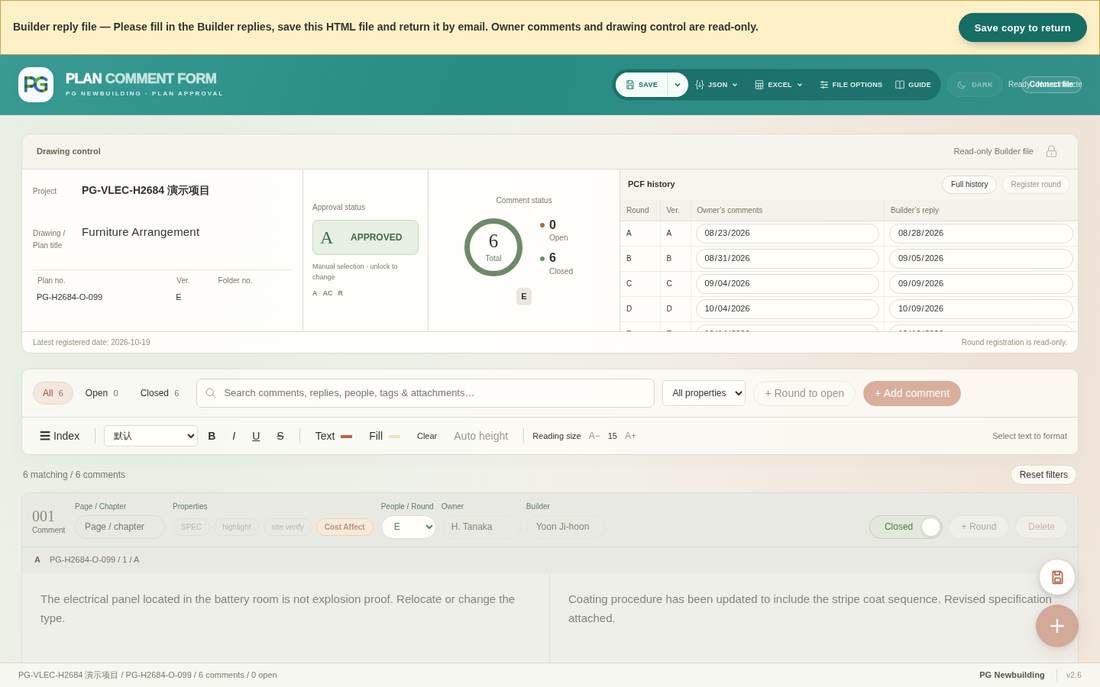 Builder reply file — Please fill in the Builder replies, save this HTML file and return it by email. Owner comments and drawing control are read-only.
Save copy to return
PG
PLAN COMMENT FORM
PG NEWBUILDING · PLAN APPROVAL
SAVE
JSON
EXCEL
FILE OPTIONS
GUIDE
DARK
Connect file
Drawing control
Read-only Builder file
Project
PG-VLEC-H2684 演示项目
Drawing /
Plan title
Furniture Arrangement
Plan no.
Ver.
Folder no.
PG-H2684-O-099
E
Approval status
A APPROVED
Manual selection · unlock to
change
A AC R
Comment status
6
Total
0
Open
6
Closed
E
PCF history
Full history
Register round
Round Ver. Owner's comments Builder's reply
A A 08/23/2026 08/28/2026
B B 08/31/2026 09/05/2026
C C 09/04/2026 09/09/2026
D D 10/04/2026 10/09/2026
Latest registered date: 2026-10-19
Round registration is read-only.
All 6
Open 0
Closed 6
Search comments, replies, people, tags & attachments…
All properties
+ Round to open
+ Add comment
Index
默认
B I U S
Text
Fill
Clear
Auto height
Reading size A− 15 A+
Select text to format
6 matching / 6 comments
Reset filters
001
Comment
Page / Chapter
Page / chapter
Properties
SPEC
highlight
site verify
Cost Affect
People / Round
E
Owner
H. Tanaka
Builder
Yoon Ji-hoon
Closed
+ Round
Delete
A PG-H2684-O-099 / 1 / A
The electrical panel located in the battery room is not explosion proof. Relocate or change the
type.
Coating procedure has been updated to include the stripe coat sequence. Revised specification
attached.
+
PG-VLEC-H2684 演示项目 / PG-H2684-O-099 / 6 comments / 0 open
PG Newbuilding
v2.6